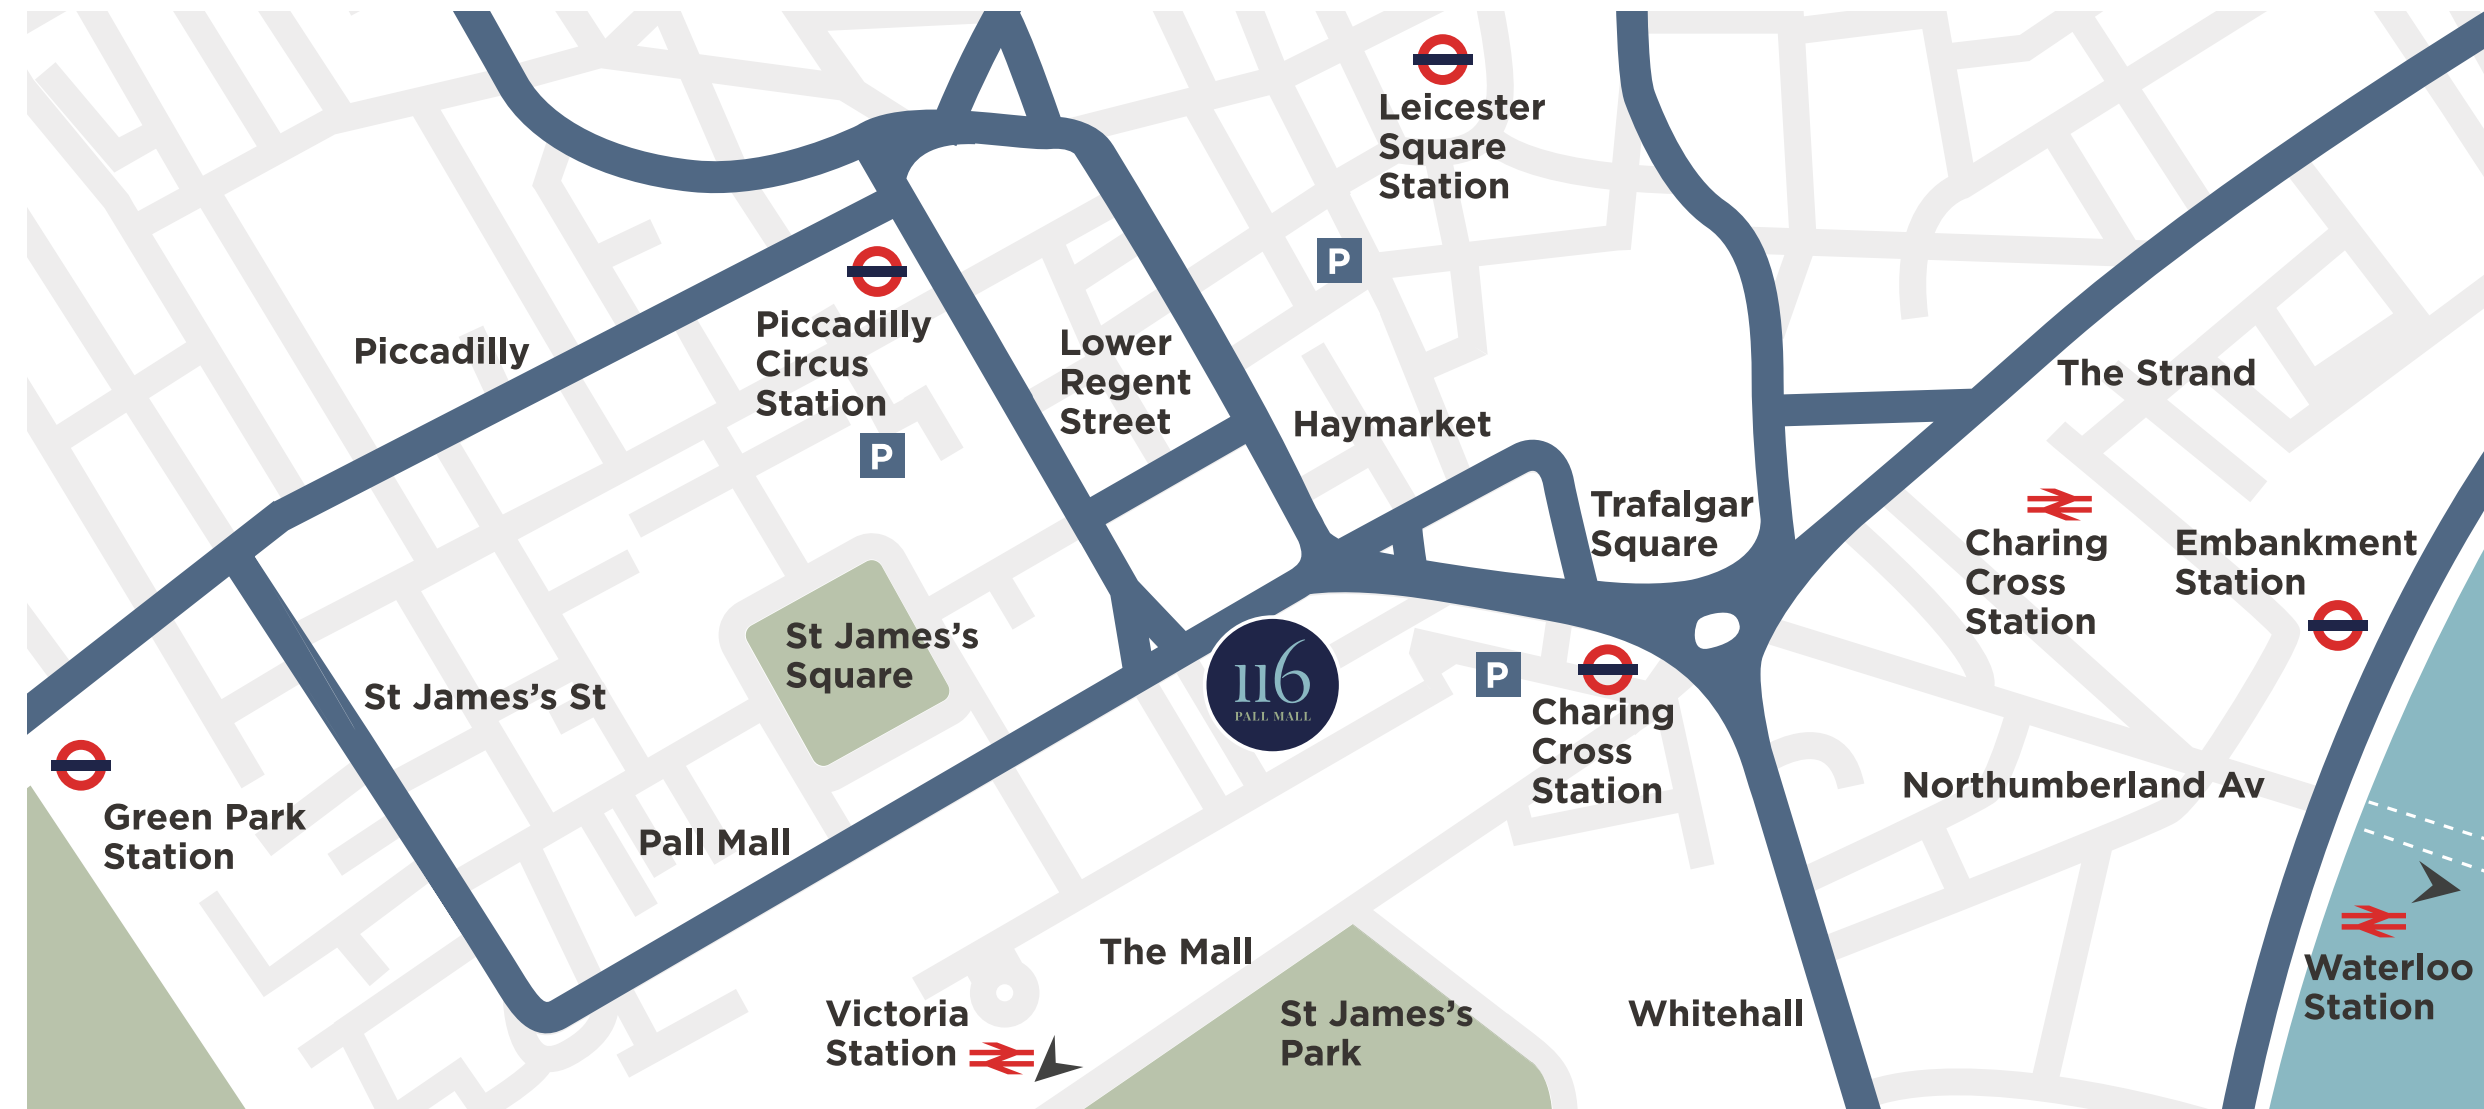 Leicester
Square
Station
P
Piccadilly
Piccadilly
Circus
Station
P
Lower
Regent
Street
Haymarket
The Strand
Trafalgar
Square
Charing
Cross
Station
Embankment
Station
St James’s
Square
St James’s St
116
PALL MALL
P
Charing
Cross
Station
Northumberland Av
Green Park
Station
Pall Mall
The Mall
Victoria
Station
St James’s
Park
Whitehall
Waterloo
Station